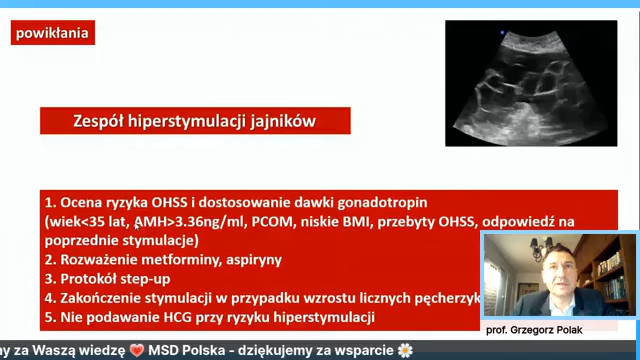 powikłania
Zespół hiperstymulacji jajników
1. Ocena ryzyka OHSS i dostosowanie dawki gonadotropin
(wiek<35 lat, AMH>3.36ng/ml, PCOM, niskie BMI, przebyty OHSS, odpowiedź na
poprzednie stymulacje)
2. Rozważenie metforminy, aspiryny
3. Protokół step-up
4. Zakończenie stymulacji w przypadku wzrostu licznych
5. Nie podawanie HCG przy ryzyku hiperstymulacji
prof. Grzegorz Polak
za Waszą wiedzę ❤️ MSD Polska - dziękujemy za wsparcie 🌼